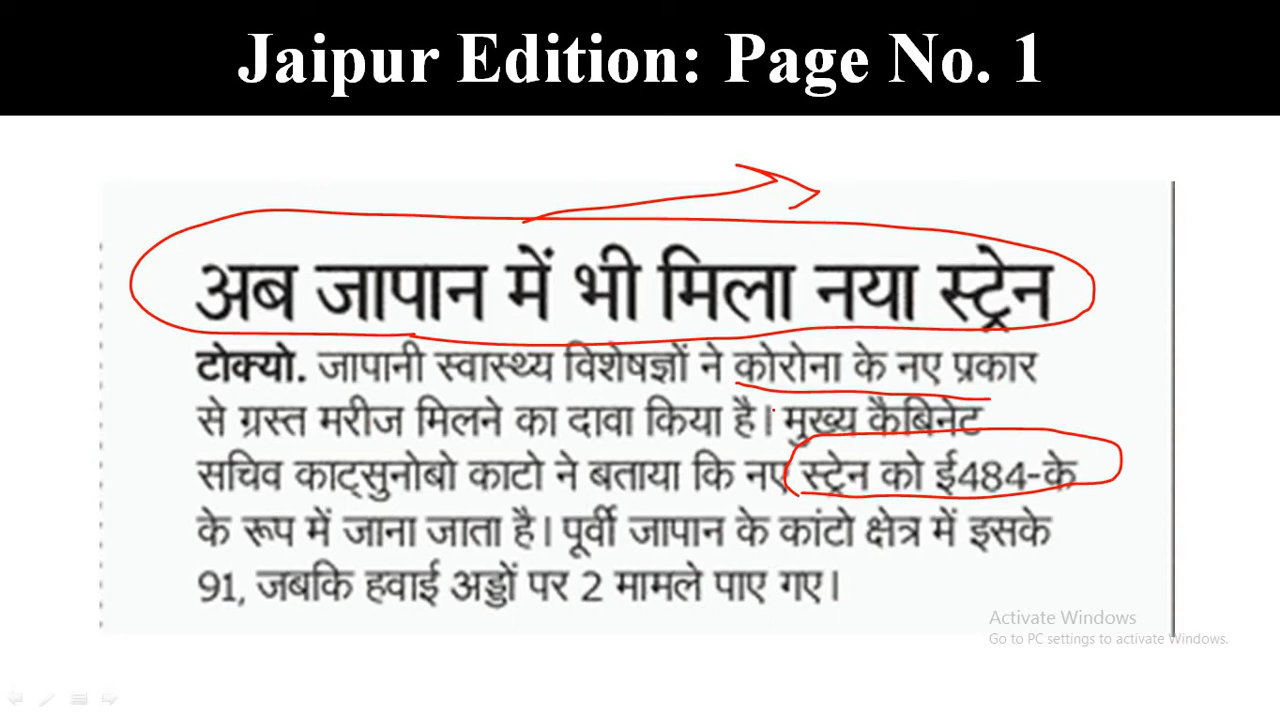 Jaipur Edition: Page No. 1
अब जापान में भी मिला नया स्ट्रेन
टोक्यो. जापानी स्वास्थ्य विशेषज्ञों ने कोरोना के नए प्रकार
से ग्रस्त मरीज मिलने का दावा किया है। मुख्य कैबिनेट
सचिव काट्सुनोबो काटो ने बताया कि नए स्ट्रेन को ई484-के
के रूप में जाना जाता है। पूर्वी जापान के कांटो क्षेत्र में इसके
91, जबकि हवाई अड्डों पर 2 मामले पाए गए।
Activate Windows
Go to PC settings to activate Windows.